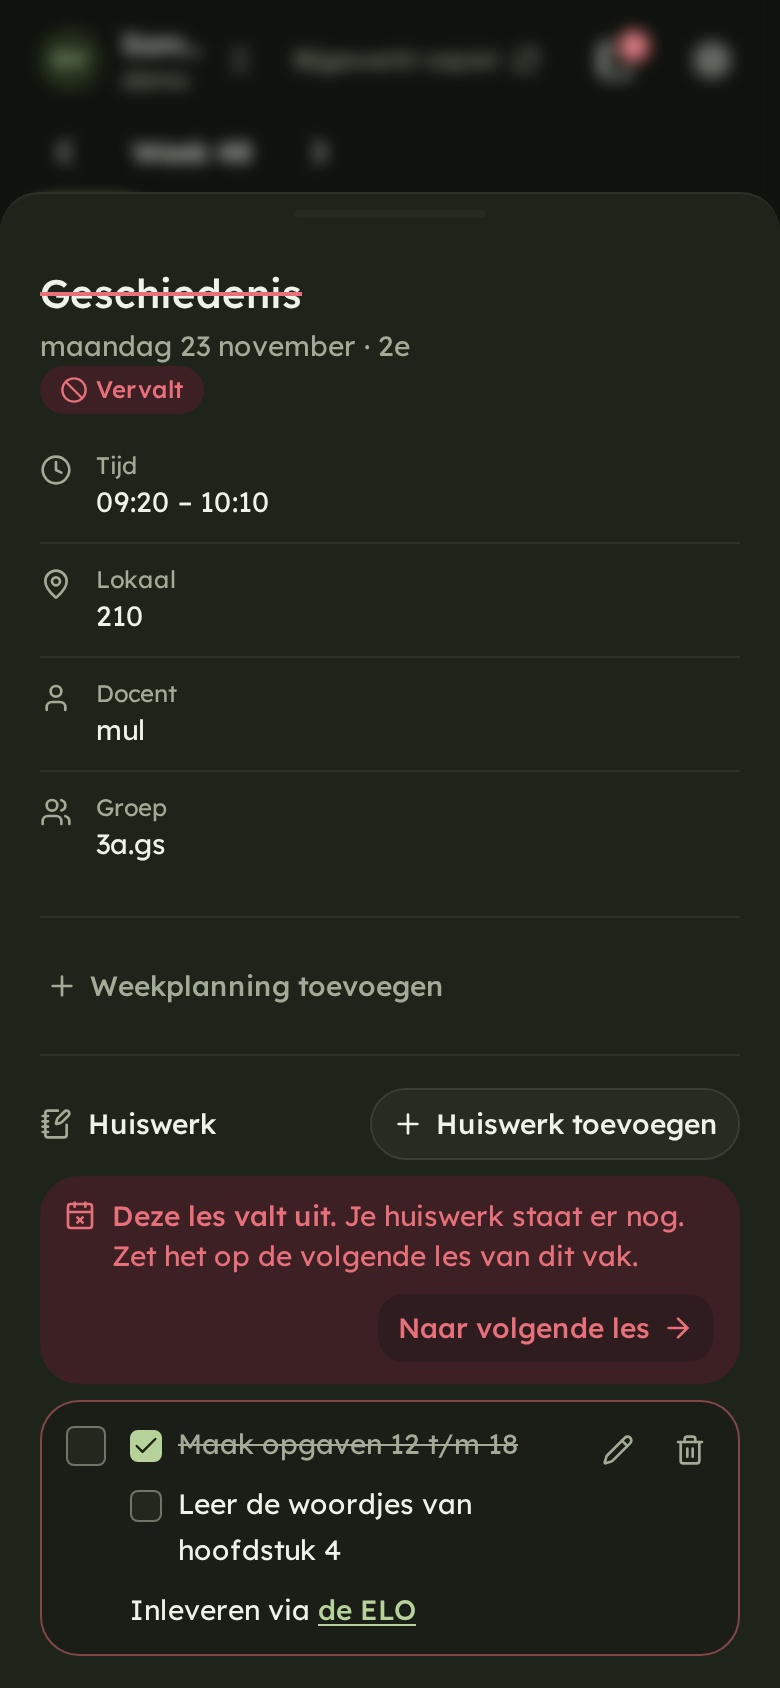 Week 48
Geschiedenis
maandag 23 november · 2e
Vervalt
Tijd
09:20 – 10:10
Lokaal
210
Docent
mul
Groep
3a.gs
Weekplanning toevoegen
Huiswerk
Huiswerk toevoegen
Deze les valt uit. Je huiswerk staat er nog.
Zet het op de volgende les van dit vak.
Naar volgende les
Maak opgaven 12 t/m 18
Leer de woordjes van
hoofdstuk 4
Inleveren via de ELO